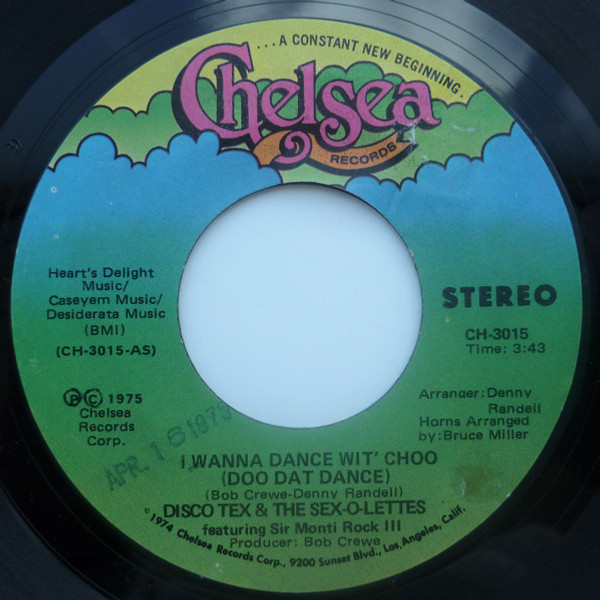 ...A CONSTANT NEW BEGINNING.
Chelsea
RECORDS
Heart's Delight
Music/
Caseyem Music/
Desiderata Music
(BMI)
(CH-3015-AS)
STEREO
CH-3015
Time: 3:43
Ⓟ © 1975
Chelsea
Records
Corp.
Arranger: Denny
Randell
Horns Arranged
by: Bruce Miller
APR. 16 1975
I WANNA DANCE WIT' CHOO
(DOO DAT DANCE)
(Bob Crewe-Denny Randell)
DISCO TEX & THE SEX-O-LETTES
featuring Sir Monti Rock III
Producer: Bob Crewe
©1974 Chelsea Records Corp., 9200 Sunset Blvd., Los Angeles, Calif.